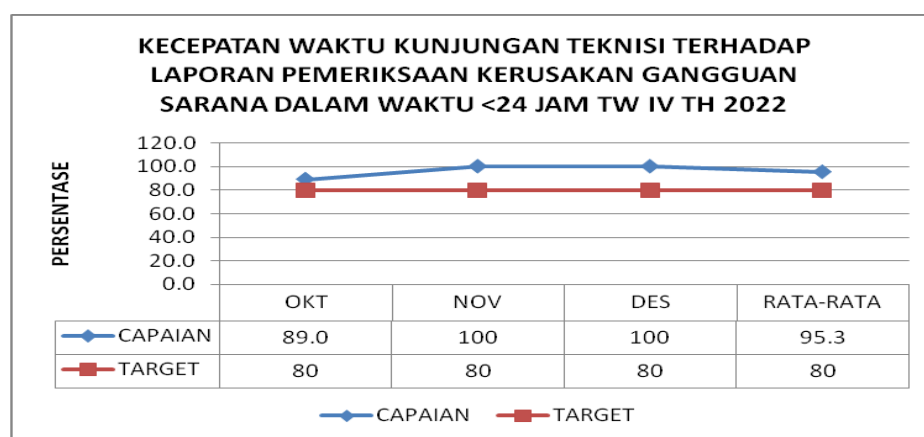 KECEPATAN WAKTU KUNJUNGAN TEKNISI TERHADAP
LAPORAN PEMERIKSAAN KERUSAKAN GANGGUAN
SARANA DALAM WAKTU <24 JAM TW IV TH 2022
PERSENTASE
120.0
100.0
80.0
60.0
40.0
20.0
0.0
OKT NOV DES RATA-RATA
CAPAIAN 89.0 100 100 95.3
TARGET 80 80 80 80
CAPAIAN TARGET